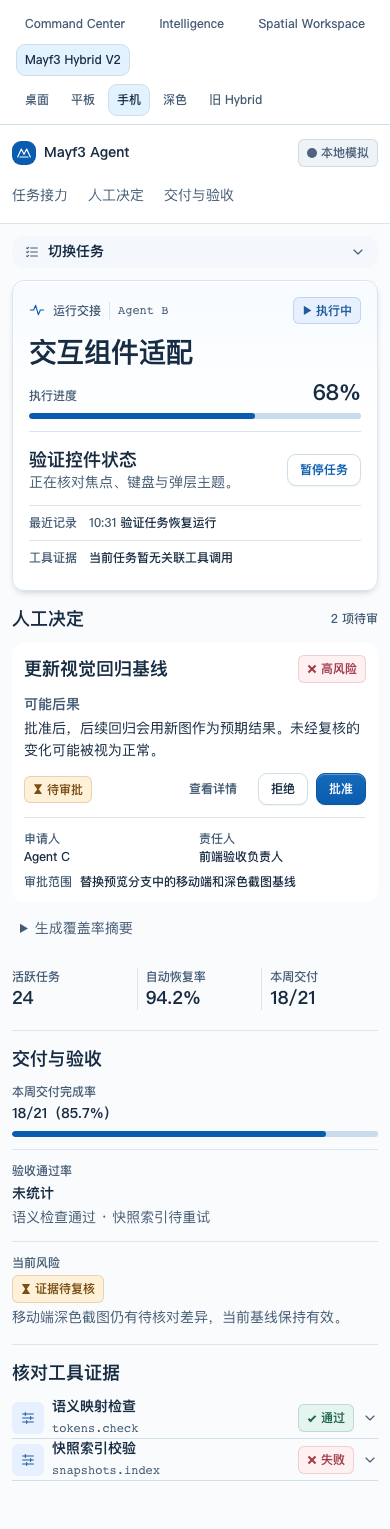 Command Center Intelligence Spatial Workspace
Mayf3 Hybrid V2
桌面 平板 手机 深色 旧 Hybrid
Mayf3 Agent 本地模拟
任务接力 人工决定 交付与验收
切换任务
运行交接 Agent B 执行中
交互组件适配
执行进度 68%
验证控件状态
正在核对焦点、键盘与弹层主题。
暂停任务
最近记录 10:31 验证任务恢复运行
工具证据 当前任务暂无关联工具调用
人工决定 2 项待审
更新视觉回归基线 高风险
可能后果
批准后，后续回归会用新图作为预期结果。未经复核的
变化可能被视为正常。
待审批 查看详情 拒绝 批准
申请人 责任人
Agent C 前端验收负责人
审批范围 替换预览分支中的移动端和深色截图基线
生成覆盖率摘要
活跃任务 自动恢复率 本周交付
24 94.2% 18/21
交付与验收
本周交付完成率
18/21（85.7%）
验收通过率
未统计
语义检查通过 · 快照索引待重试
当前风险
证据待复核
移动端深色截图仍有待核对差异，当前基线保持有效。
核对工具证据
语义映射检查
tokens.check 通过
快照索引校验
snapshots.index 失败